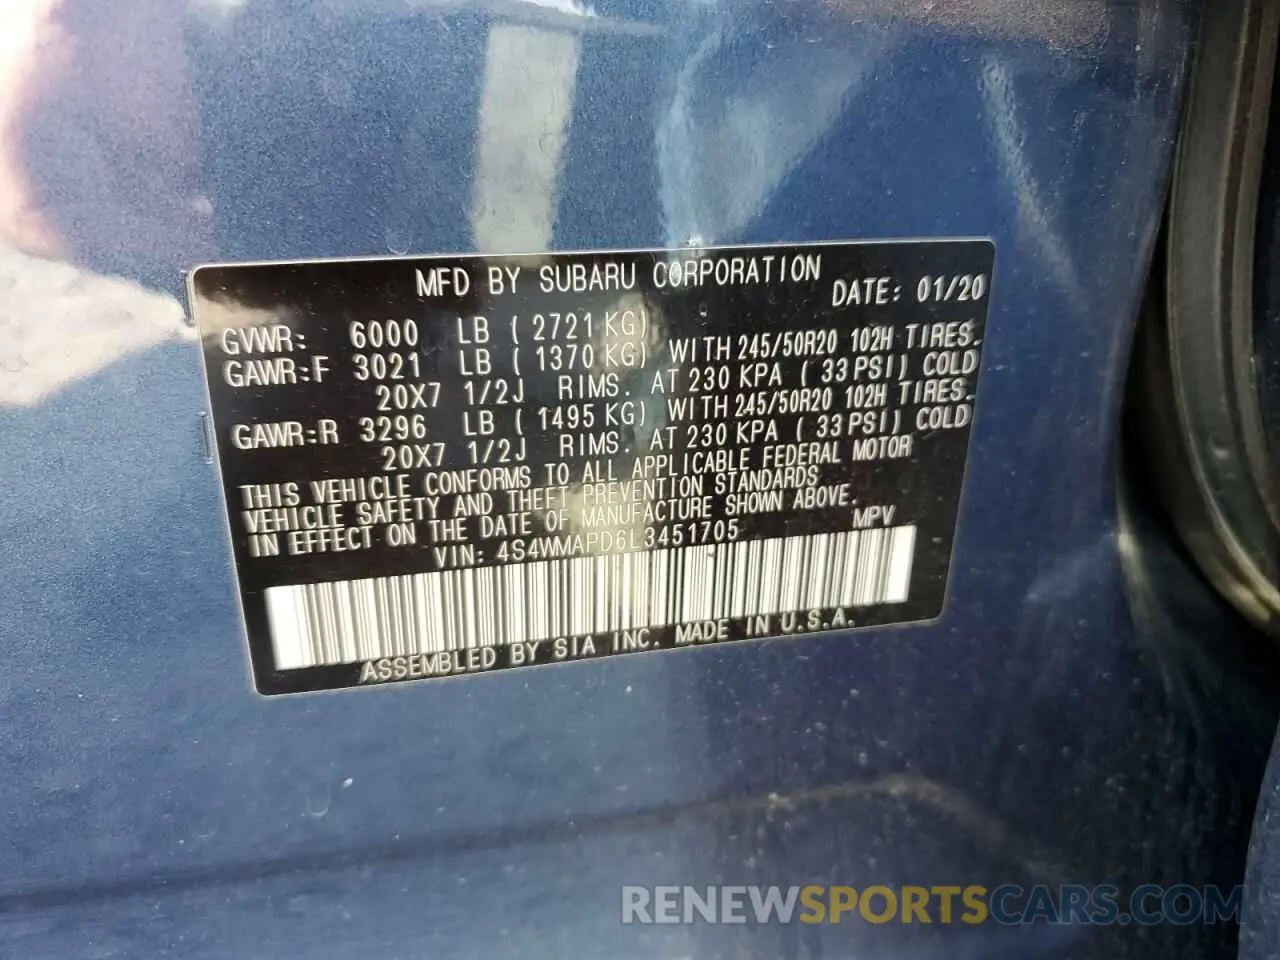 MFD BY SUBARU CORPORATION
DATE: 01/20
GVWR: 6000 LB ( 2721 KG)
GAWR:F 3021 LB ( 1370 KG) WITH 245/50R20 102H TIRES.
20X7 1/2J RIMS. AT 230 KPA ( 33 PSI) COLD
GAWR:R 3296 LB ( 1495 KG) WITH 245/50R20 102H TIRES.
20X7 1/2J RIMS. AT 230 KPA ( 33 PSI) COLD
THIS VEHICLE CONFORMS TO ALL APPLICABLE FEDERAL MOTOR
VEHICLE SAFETY AND THEFT PREVENTION STANDARDS
IN EFFECT ON THE DATE OF MANUFACTURE SHOWN ABOVE.
VIN: 4S4WMAPD6L3451705 MPV
ASSEMBLED BY SIA INC. MADE IN U.S.A.
RENEWSPORTSCARS.COM